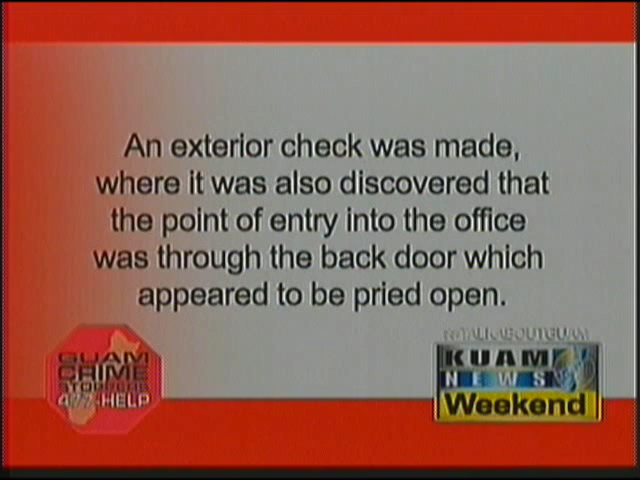 An exterior check was made,
where it was also discovered that
the point of entry into the office
was through the back door which
appeared to be pried open.
GUAM
CRIME
STOPPERS
477-HELP
KUAM
NEWS
Weekend